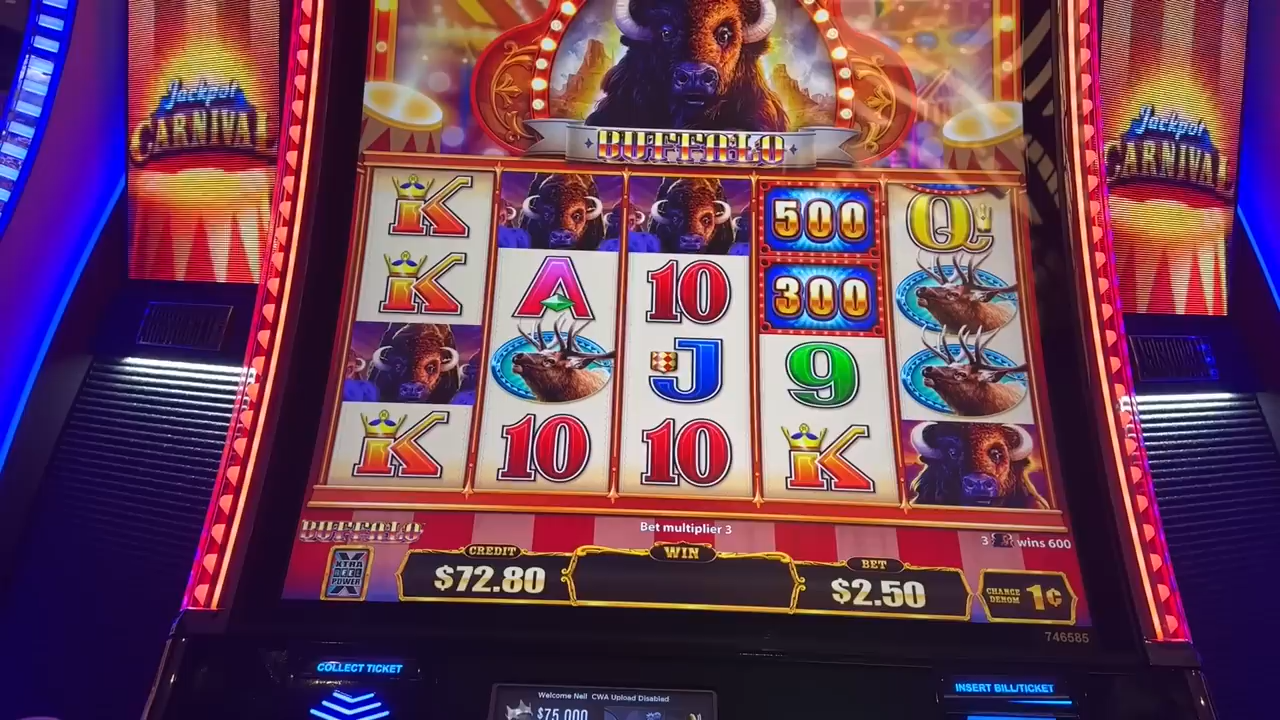 Jackpot
CARNIVAL
Jackpot
CARNIVAL
BUFFALO
K
500
Q
K
A
10
300
J
9
K
10
10
K
Bet multiplier 3
BUFFALO
3 wins 600
XTRA
REEL
POWER
CREDIT
$72.80
WIN
BET
$2.50
CHANGE
DENOM
1¢
746585
COLLECT TICKET
INSERT BILL/TICKET
Welcome Neil CWA Upload Disabled
$75,000